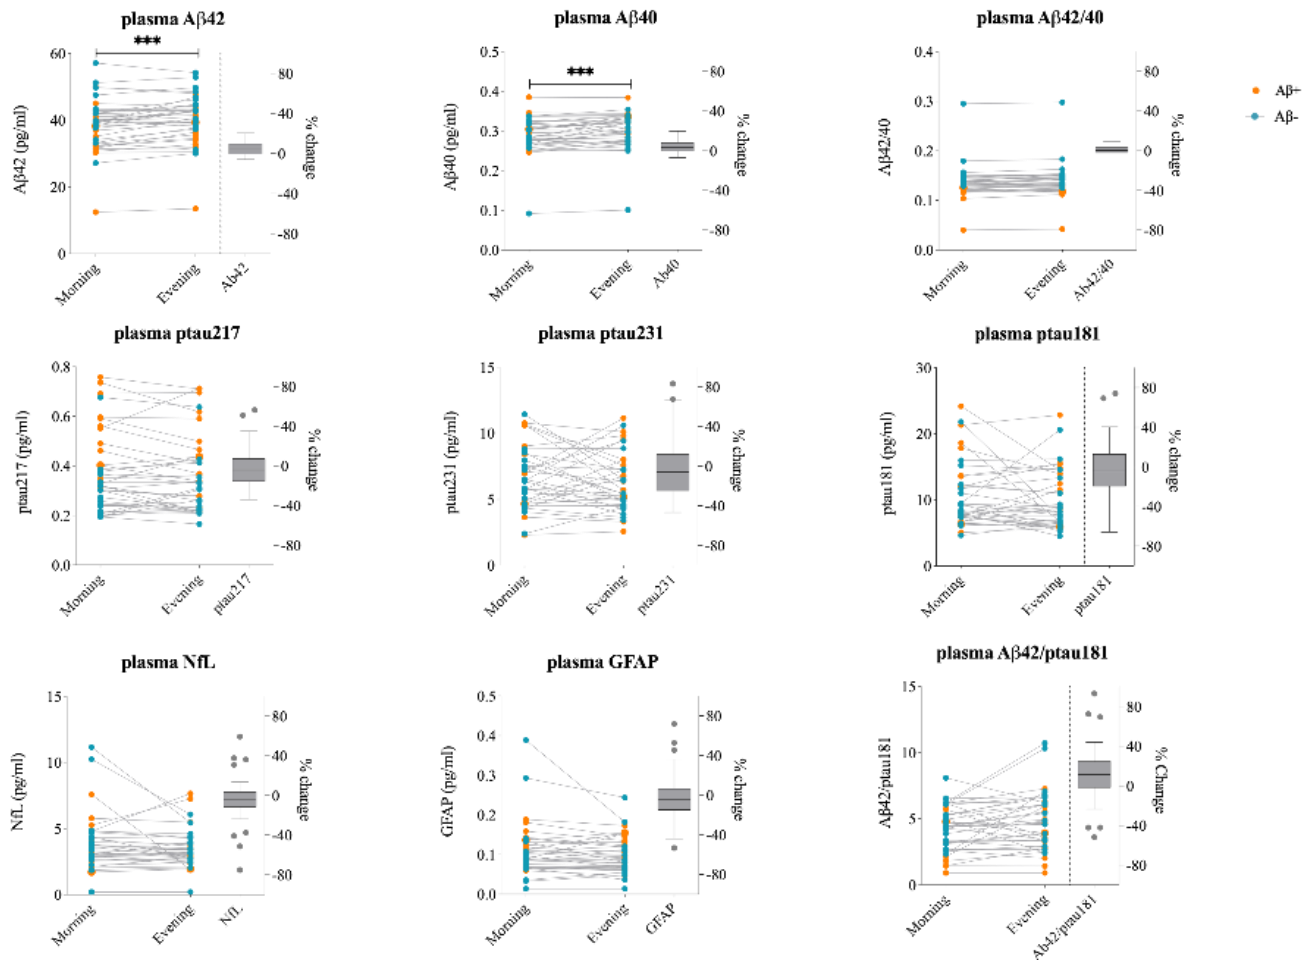 plasma Aβ42
***
60
40
20
0
Aβ42 (pg/ml)
80
40
0
-40
-80
% change
Morning
Evening
Ab42
plasma Aβ40
***
0.5
0.4
0.3
0.2
0.1
0.0
Aβ40 (pg/ml)
80
40
0
-40
-80
% change
Morning
Evening
Ab40
plasma Aβ42/40
0.4
0.3
0.2
0.1
0.0
Aβ42/40
80
40
0
-40
-80
% change
Morning
Evening
Ab42/40
Aβ+
Aβ-
plasma ptau217
0.8
0.6
0.4
0.2
0.0
ptau217 (pg/ml)
80
40
0
-40
-80
% change
Morning
Evening
ptau217
plasma ptau231
15
10
5
0
ptau231 (pg/ml)
80
40
0
-40
-80
% change
Morning
Evening
ptau231
plasma ptau181
30
20
10
0
ptau181 (pg/ml)
80
40
0
-40
-80
% change
Morning
Evening
ptau181
plasma NfL
15
10
5
0
NfL (pg/ml)
80
40
0
-40
-80
% change
Morning
Evening
NfL
plasma GFAP
0.5
0.4
0.3
0.2
0.1
0.0
GFAP (pg/ml)
80
40
0
-40
-80
% change
Morning
Evening
GFAP
plasma Aβ42/ptau181
15
10
5
0
Aβ42/ptau181
80
40
0
-40
-80
% Change
Morning
Evening
Ab42/ptau181